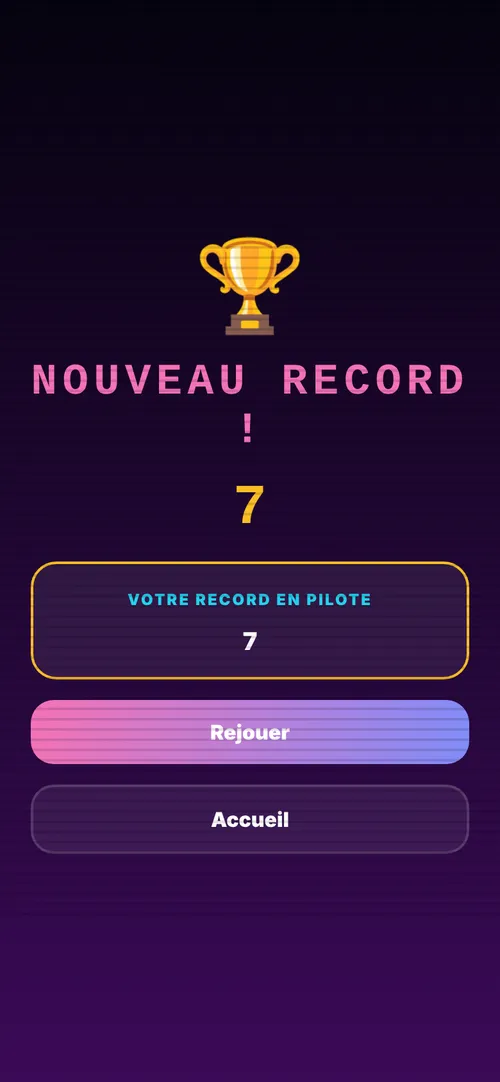 NOUVEAU RECORD
!
7
VOTRE RECORD EN PILOTE
7
Rejouer
Accueil